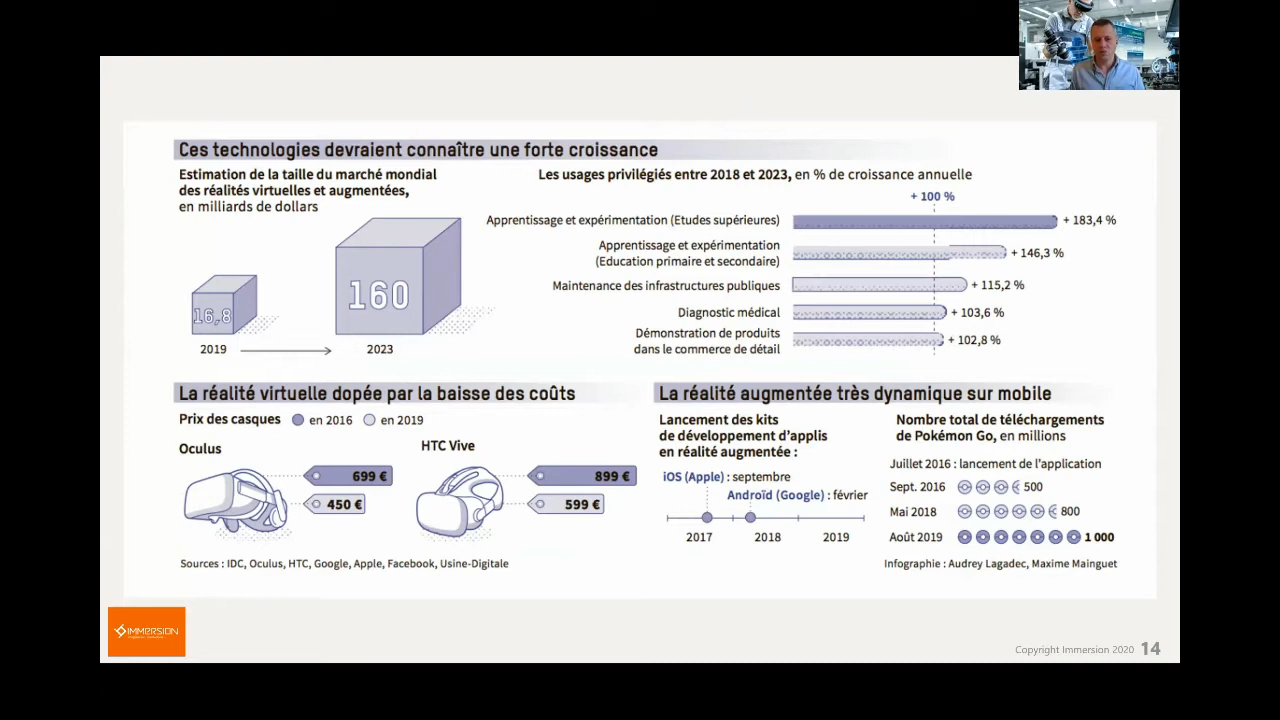 Ces technologies devraient connaître une forte croissance
Estimation de la taille du marché mondial
des réalités virtuelles et augmentées,
en milliards de dollars
16,8
160
2019
2023
Les usages privilégiés entre 2018 et 2023, en % de croissance annuelle
+ 100 %
Apprentissage et expérimentation (Etudes supérieures)
+ 183,4 %
Apprentissage et expérimentation
(Education primaire et secondaire)
+ 146,3 %
Maintenance des infrastructures publiques
+ 115,2 %
Diagnostic médical
+ 103,6 %
Démonstration de produits
dans le commerce de détail
+ 102,8 %
La réalité virtuelle dopée par la baisse des coûts
Prix des casques en 2016 en 2019
Oculus
699 €
450 €
HTC Vive
899 €
599 €
Sources : IDC, Oculus, HTC, Google, Apple, Facebook, Usine-Digitale
La réalité augmentée très dynamique sur mobile
Lancement des kits
de développement d'applis
en réalité augmentée :
iOS (Apple) : septembre
Androïd (Google) : février
2017 2018 2019
Nombre total de téléchargements
de Pokémon Go, en millions
Juillet 2016 : lancement de l'application
Sept. 2016 500
Mai 2018 800
Août 2019 1 000
Infographie : Audrey Lagadec, Maxime Mainguet
IMMERSION
Copyright Immersion 2020 14